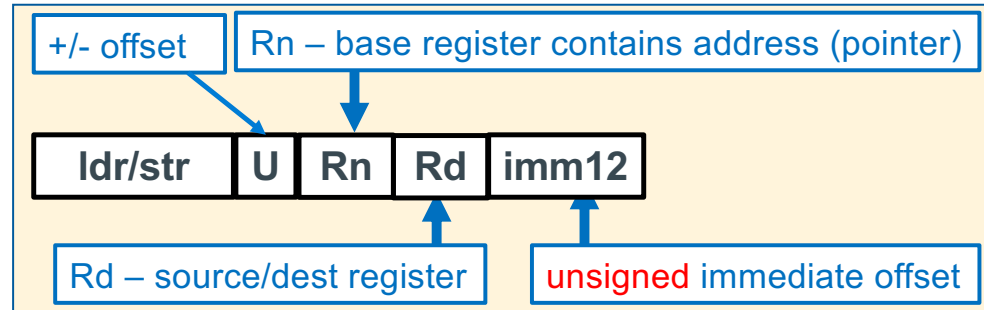 +/- offset
Rn – base register contains address (pointer)
ldr/str U Rn Rd imm12
Rd – source/dest register
unsigned immediate offset